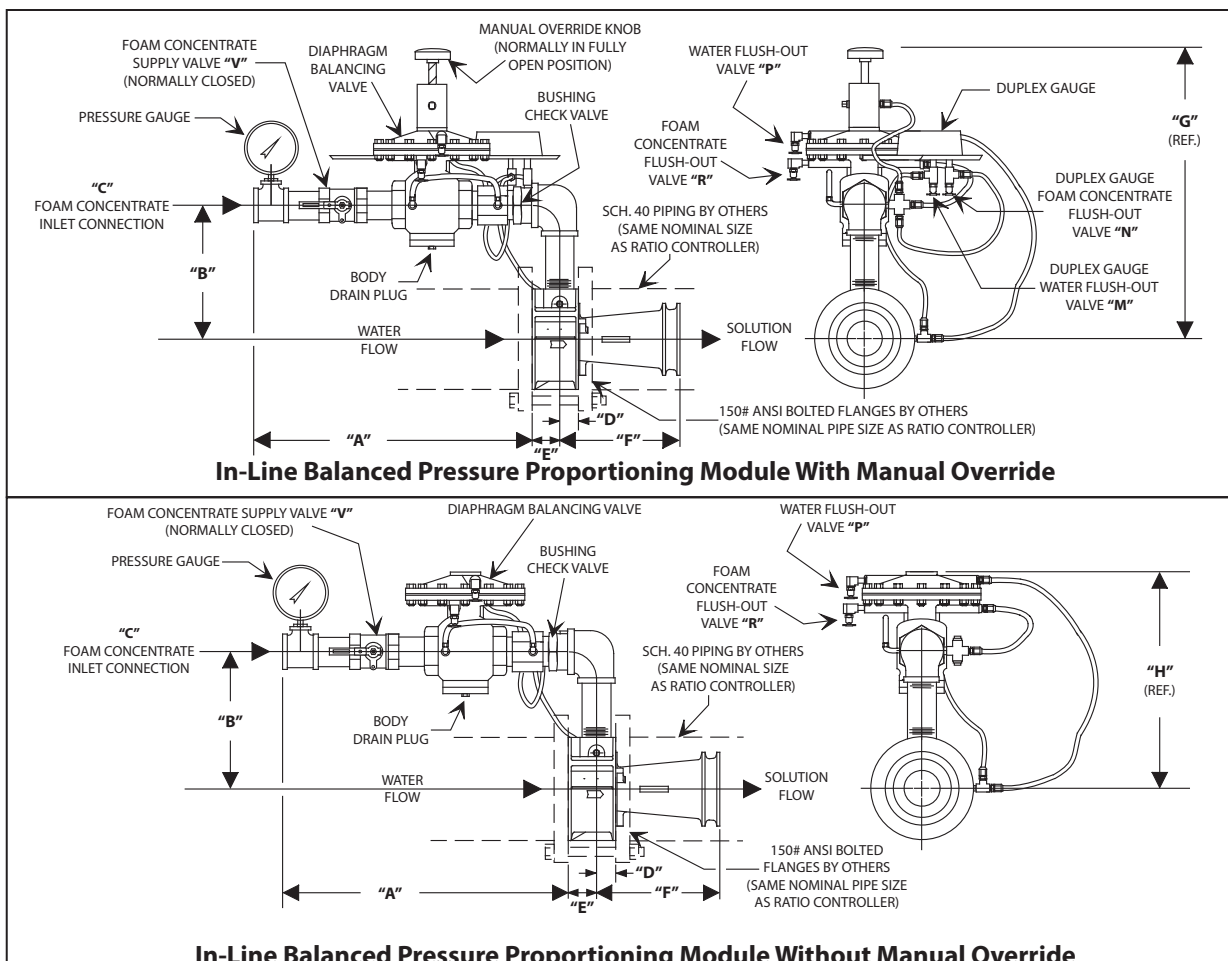 FOAM CONCENTRATE
SUPPLY VALVE "V"
(NORMALLY CLOSED)
DIAPHRAGM
BALANCING
VALVE
MANUAL OVERRIDE KNOB
(NORMALLY IN FULLY
OPEN POSITION)
BUSHING
CHECK VALVE
PRESSURE GAUGE
"C"
FOAM CONCENTRATE
INLET CONNECTION
"B"
BODY
DRAIN PLUG
SCH. 40 PIPING BY OTHERS
(SAME NOMINAL SIZE
AS RATIO CONTROLLER)
WATER
FLOW
SOLUTION
FLOW
"A"
"E"
"D"
"F"
150# ANSI BOLTED FLANGES BY OTHERS
(SAME NOMINAL PIPE SIZE AS RATIO CONTROLLER)
WATER FLUSH-OUT
VALVE "P"
FOAM
CONCENTRATE
FLUSH-OUT
VALVE "R"
DUPLEX GAUGE
"G"
(REF.)
DUPLEX GAUGE
FOAM CONCENTRATE
FLUSH-OUT
VALVE "N"
DUPLEX GAUGE
WATER FLUSH-OUT
VALVE "M"
In-Line Balanced Pressure Proportioning Module With Manual Override
FOAM CONCENTRATE SUPPLY VALVE "V"
(NORMALLY CLOSED)
DIAPHRAGM BALANCING VALVE
PRESSURE GAUGE
BUSHING
CHECK VALVE
"C"
FOAM CONCENTRATE
INLET CONNECTION
"B"
BODY
DRAIN PLUG
SCH. 40 PIPING BY OTHERS
(SAME NOMINAL SIZE
AS RATIO CONTROLLER)
WATER
FLOW
SOLUTION
FLOW
"A"
"E"
"D"
"F"
150# ANSI BOLTED
FLANGES BY OTHERS
(SAME NOMINAL PIPE SIZE
AS RATIO CONTROLLER)
WATER FLUSH-OUT
VALVE "P"
FOAM
CONCENTRATE
FLUSH-OUT
VALVE "R"
"H"
(REF.)
In-Line Balanced Pressure Proportioning Module Without Manual Override